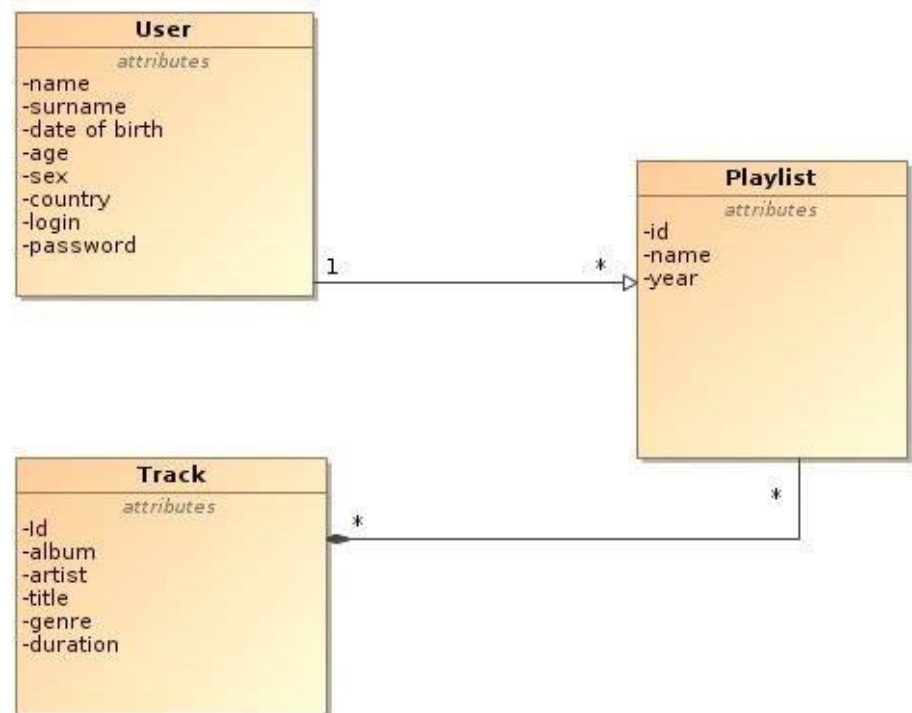 User
attributes
-name
-surname
-date of birth
-age
-sex
-country
-login
-password
1
*
Playlist
attributes
-id
-name
-year
*
Track
attributes
-Id
-album
-artist
-title
-genre
-duration
*